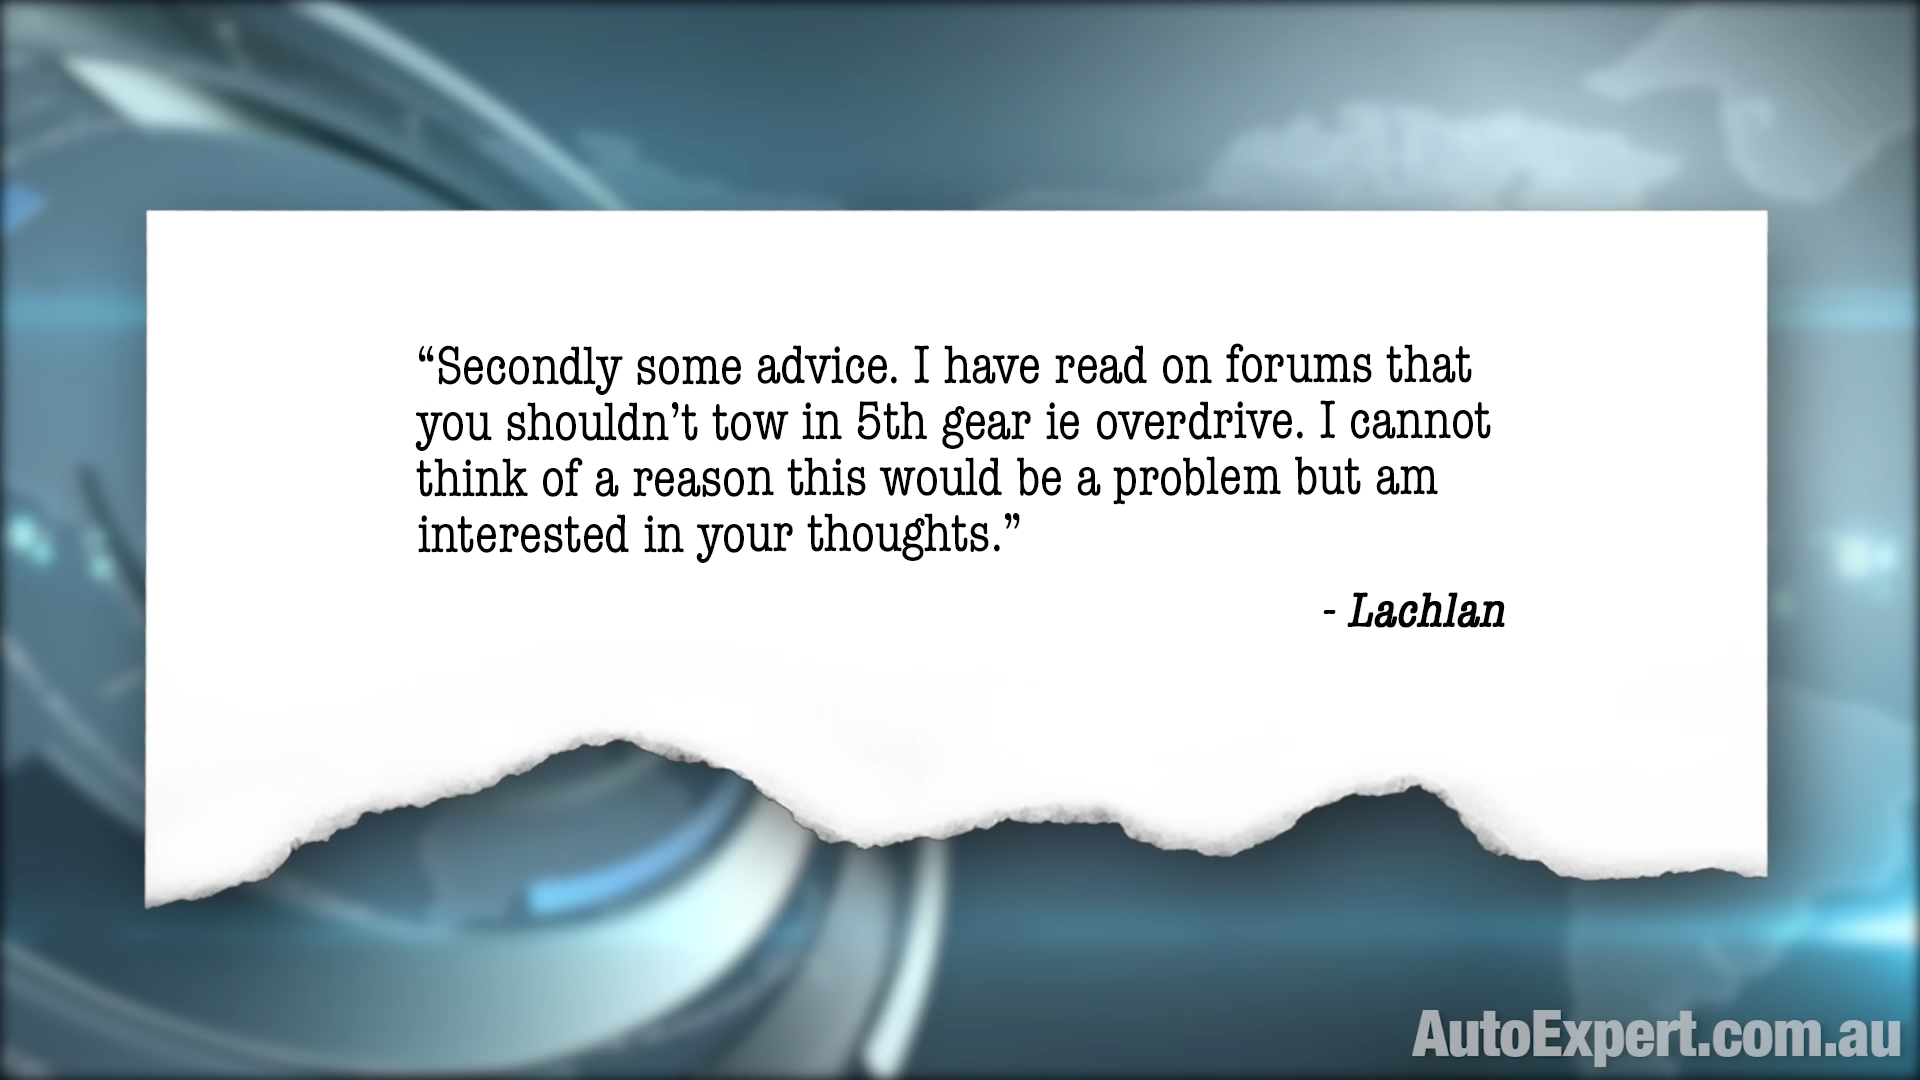 “Secondly some advice. I have read on forums that
you shouldn’t tow in 5th gear ie overdrive. I cannot
think of a reason this would be a problem but am
interested in your thoughts.”
- Lachlan
AutoExpert.com.au